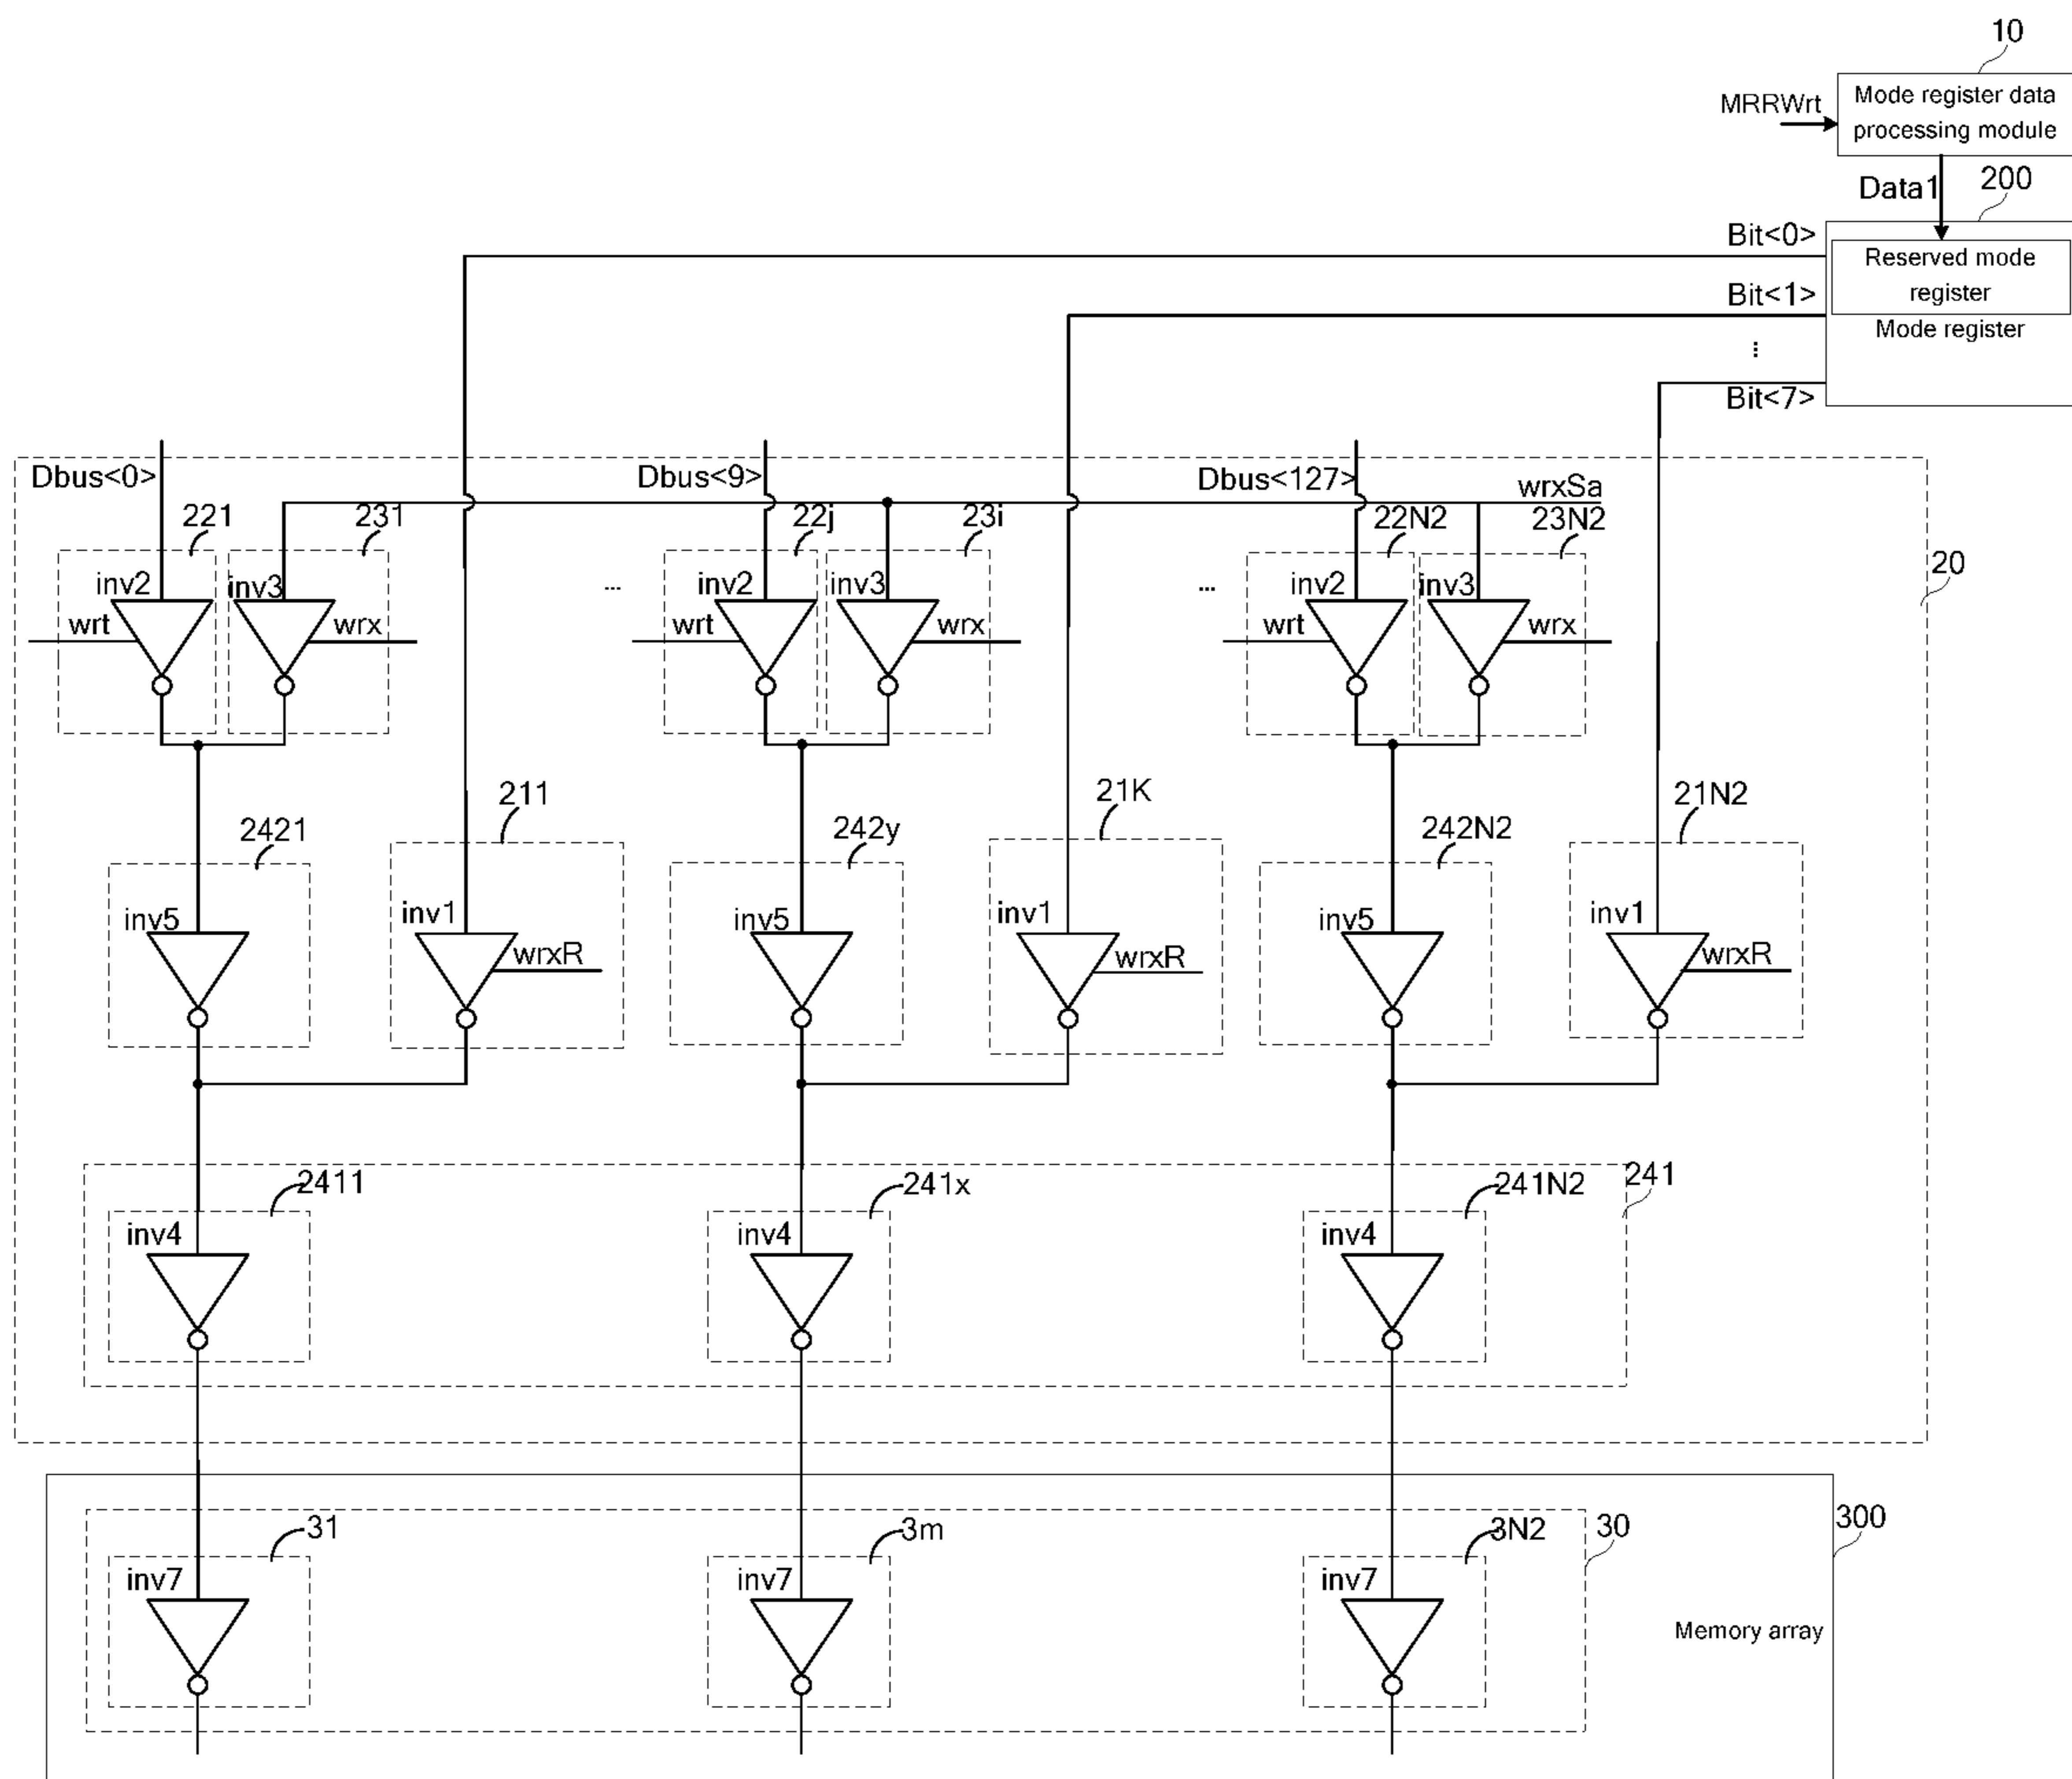 10
MRRWrt
Mode register data
processing module
Data1
200
Bit<0>
Reserved mode
register
Bit<1>
Mode register
⋮
Bit<7>
Dbus<0>
Dbus<9>
Dbus<127>
wrxSa
221
231
22j
23i
22N2
23N2
20
inv2
inv3
...
inv2
inv3
...
inv2
inv3
wrt
wrx
wrt
wrx
wrt
wrx
2421
211
242y
21K
242N2
21N2
inv5
inv1
inv5
inv1
inv5
inv1
wrxR
wrxR
wrxR
2411
241x
241N2
241
inv4
inv4
inv4
31
3m
3N2
30
300
inv7
inv7
inv7
Memory array